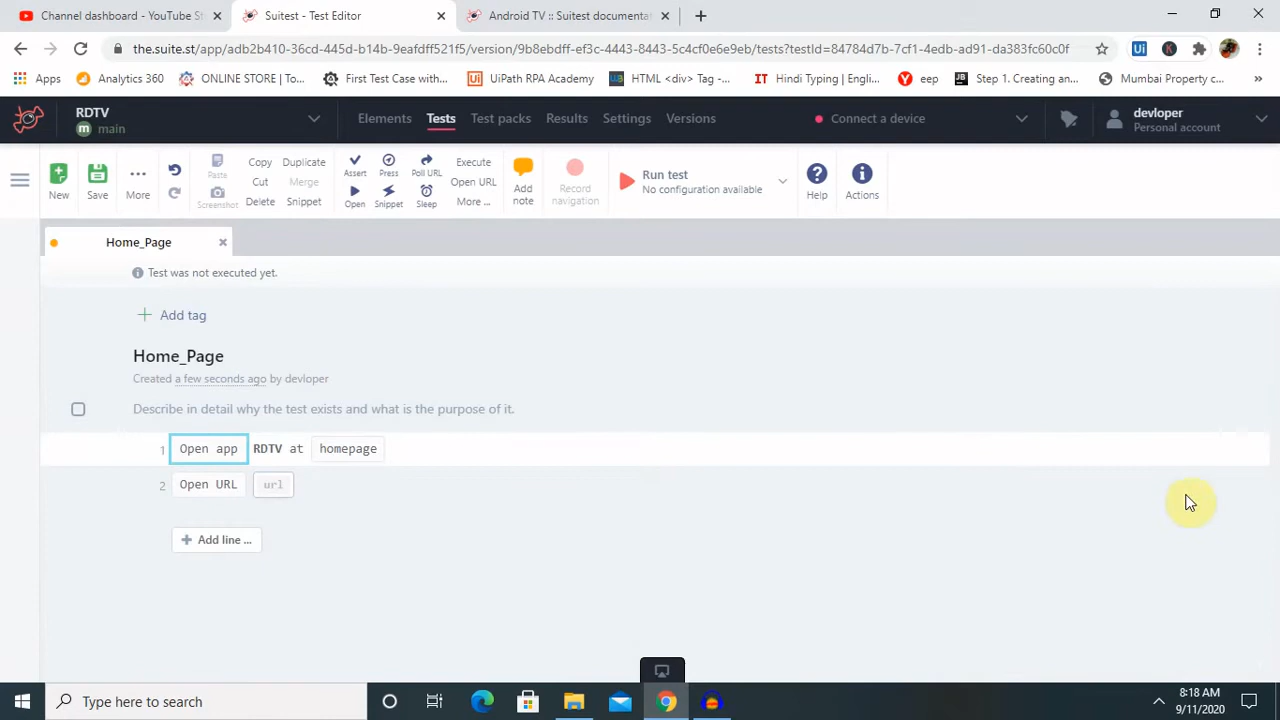 Channel dashboard - YouTube S
Suitest - Test Editor
Android TV :: Suitest documentat
the.suite.st/app/adb2b410-36cd-445d-b14b-9eafdff521f5/version/9b8ebdff-ef3c-4443-8443-5c4cf0e6e9eb/tests?testId=84784d7b-7cf1-4edb-ad91-da383fc60c0f
Apps
Analytics 360
ONLINE STORE | To...
First Test Case with...
UiPath RPA Academy
HTML <div> Tag -...
IT Hindi Typing | Engli...
eep
Step 1. Creating an...
Mumbai Property c...
RDTV
m main
Elements
Tests
Test packs
Results
Settings
Versions
Connect a device
devloper
Personal account
New
Save
More
Paste
Screenshot
Copy
Cut
Delete
Duplicate
Merge
Snippet
Assert
Press
Poll URL
Open
Snippet
Sleep
Execute
Open URL
More ...
Add note
Record navigation
Run test
No configuration available
Help
Actions
Home_Page
Test was not executed yet.
Add tag
Home_Page
Created a few seconds ago by devloper
Describe in detail why the test exists and what is the purpose of it.
1 Open app RDTV at homepage
2 Open URL url
+ Add line ...
Type here to search
8:18 AM
9/11/2020